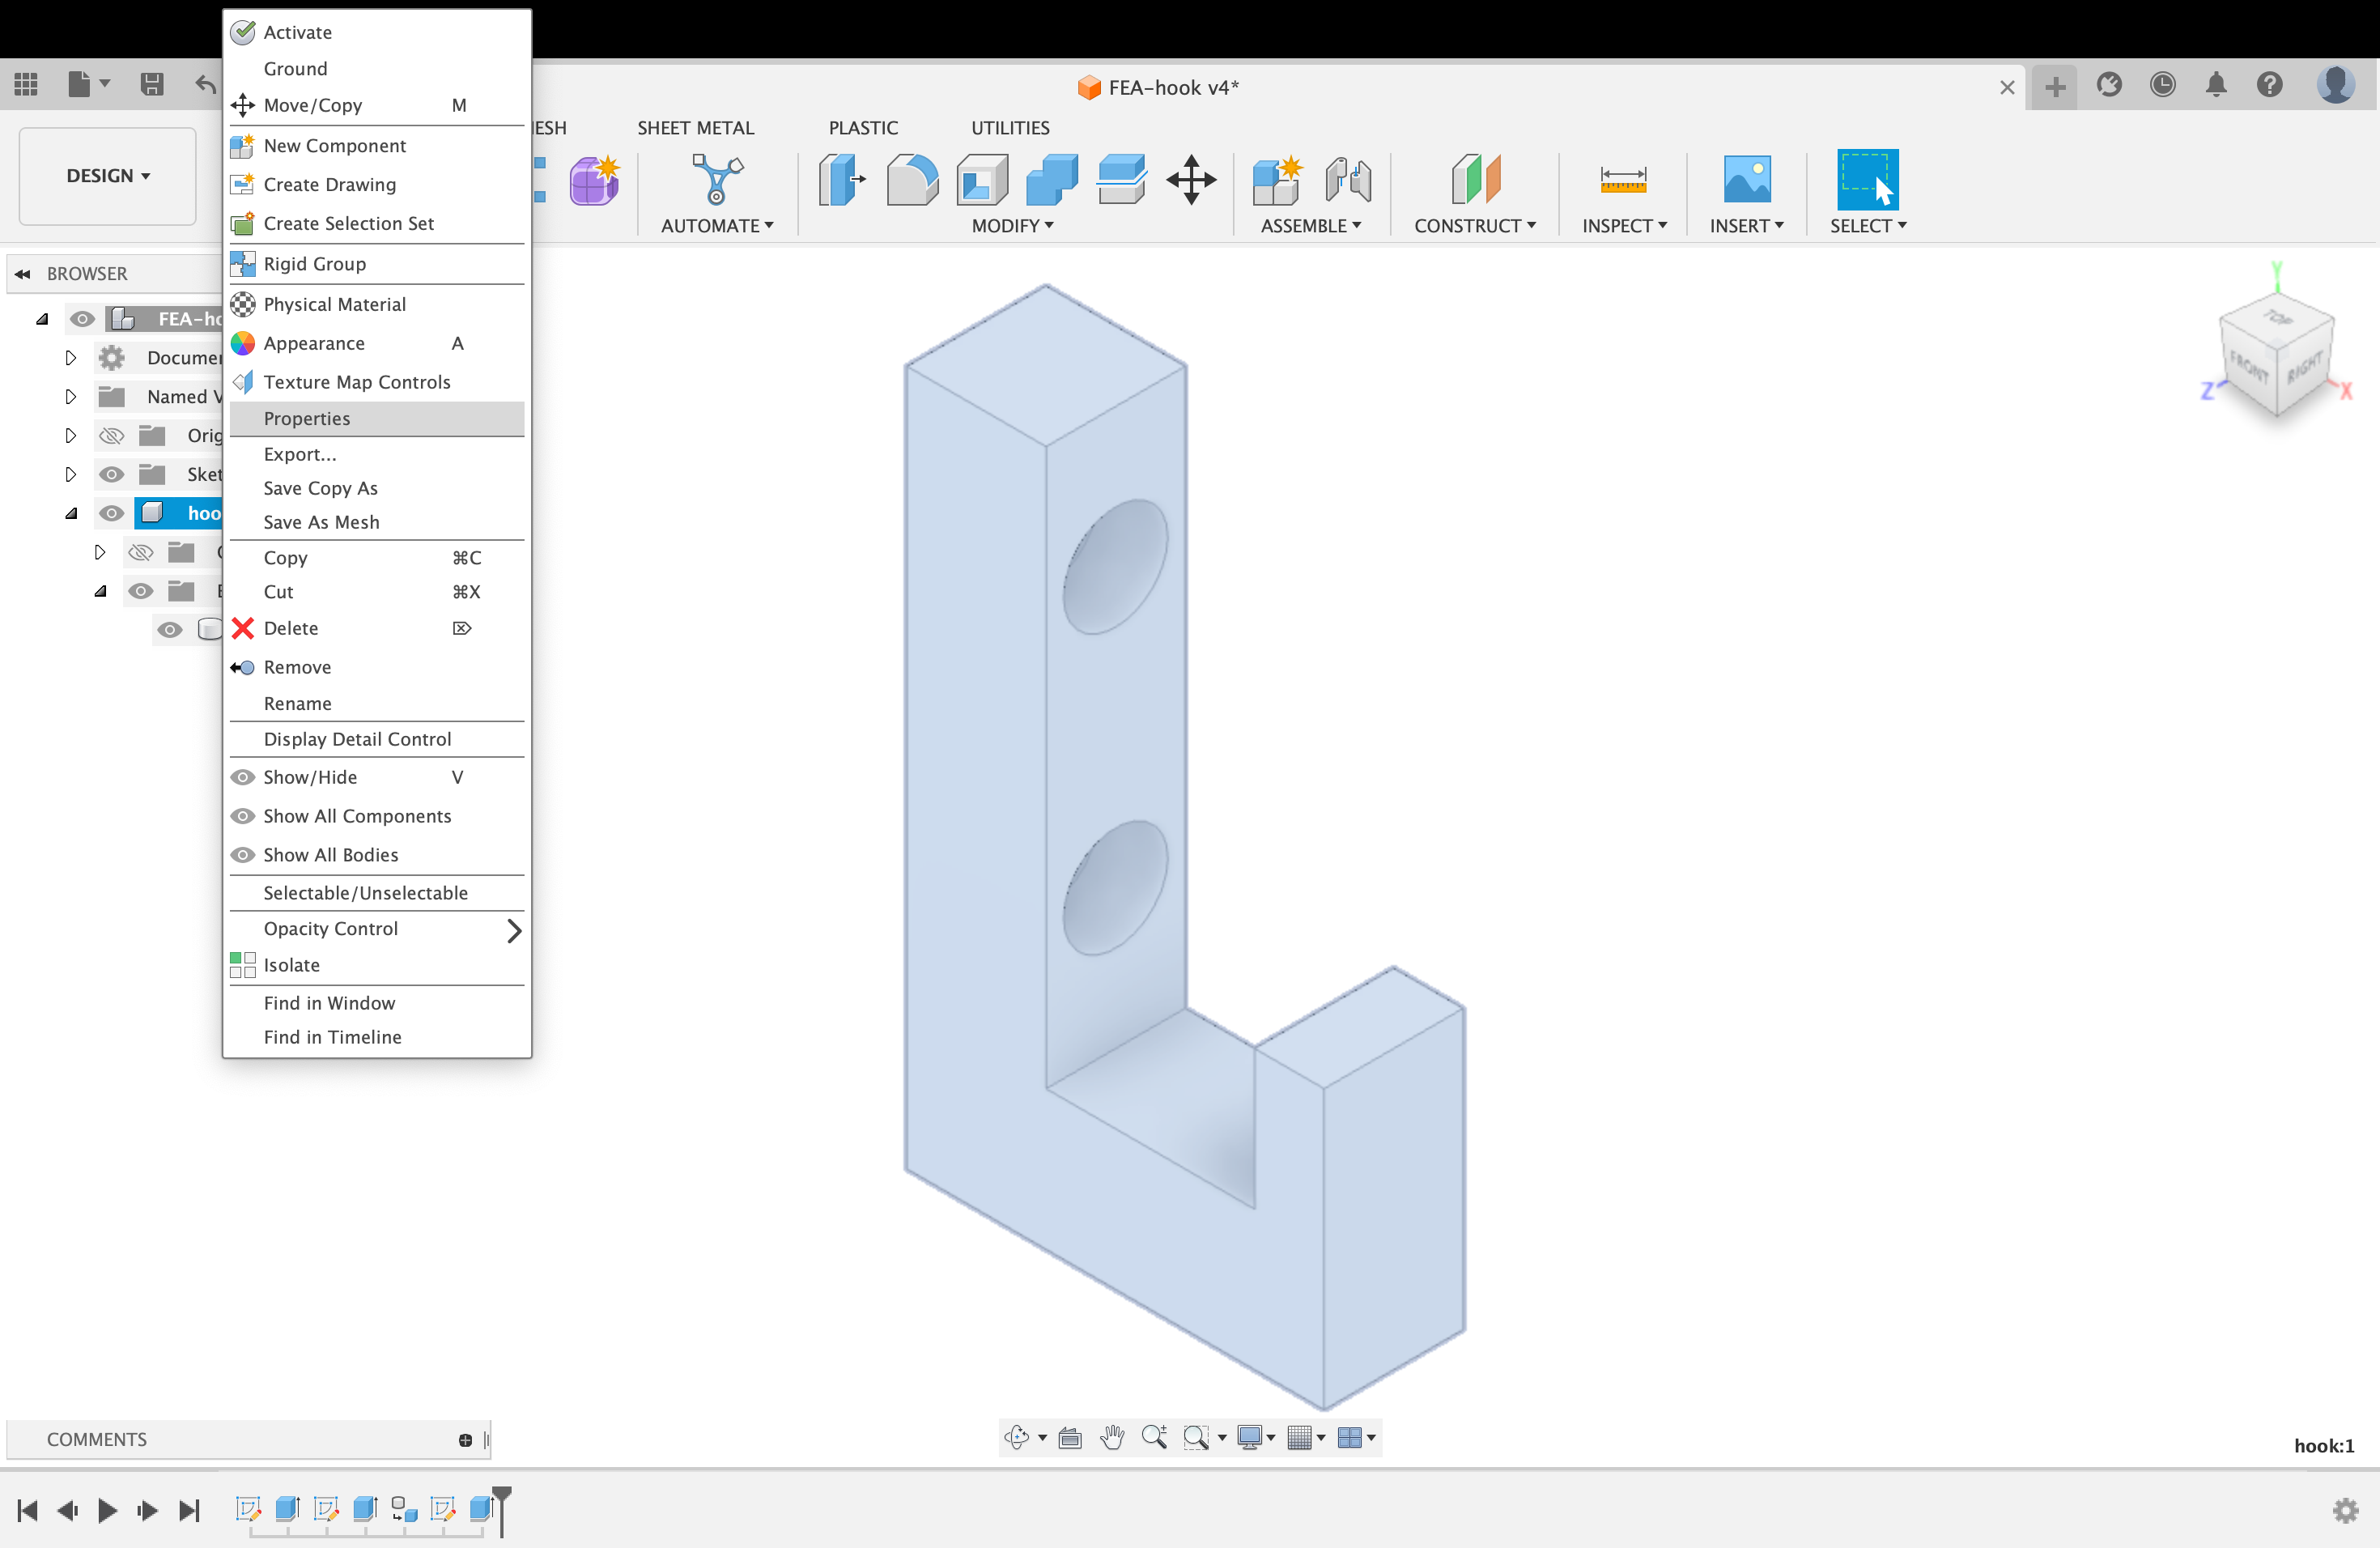 FEA-hook v4*
DESIGN
MESH
SHEET METAL
PLASTIC
UTILITIES
AUTOMATE
MODIFY
ASSEMBLE
CONSTRUCT
INSPECT
INSERT
SELECT
BROWSER
FEA-ho
Documen
Named V
Orig
Sket
hoo
Activate
Ground
Move/Copy M
New Component
Create Drawing
Create Selection Set
Rigid Group
Physical Material
Appearance A
Texture Map Controls
Properties
Export...
Save Copy As
Save As Mesh
Copy ⌘C
Cut ⌘X
Delete ⌦
Remove
Rename
Display Detail Control
Show/Hide V
Show All Components
Show All Bodies
Selectable/Unselectable
Opacity Control
Isolate
Find in Window
Find in Timeline
Y
TOP
FRONT
RIGHT
Z
X
COMMENTS
hook:1